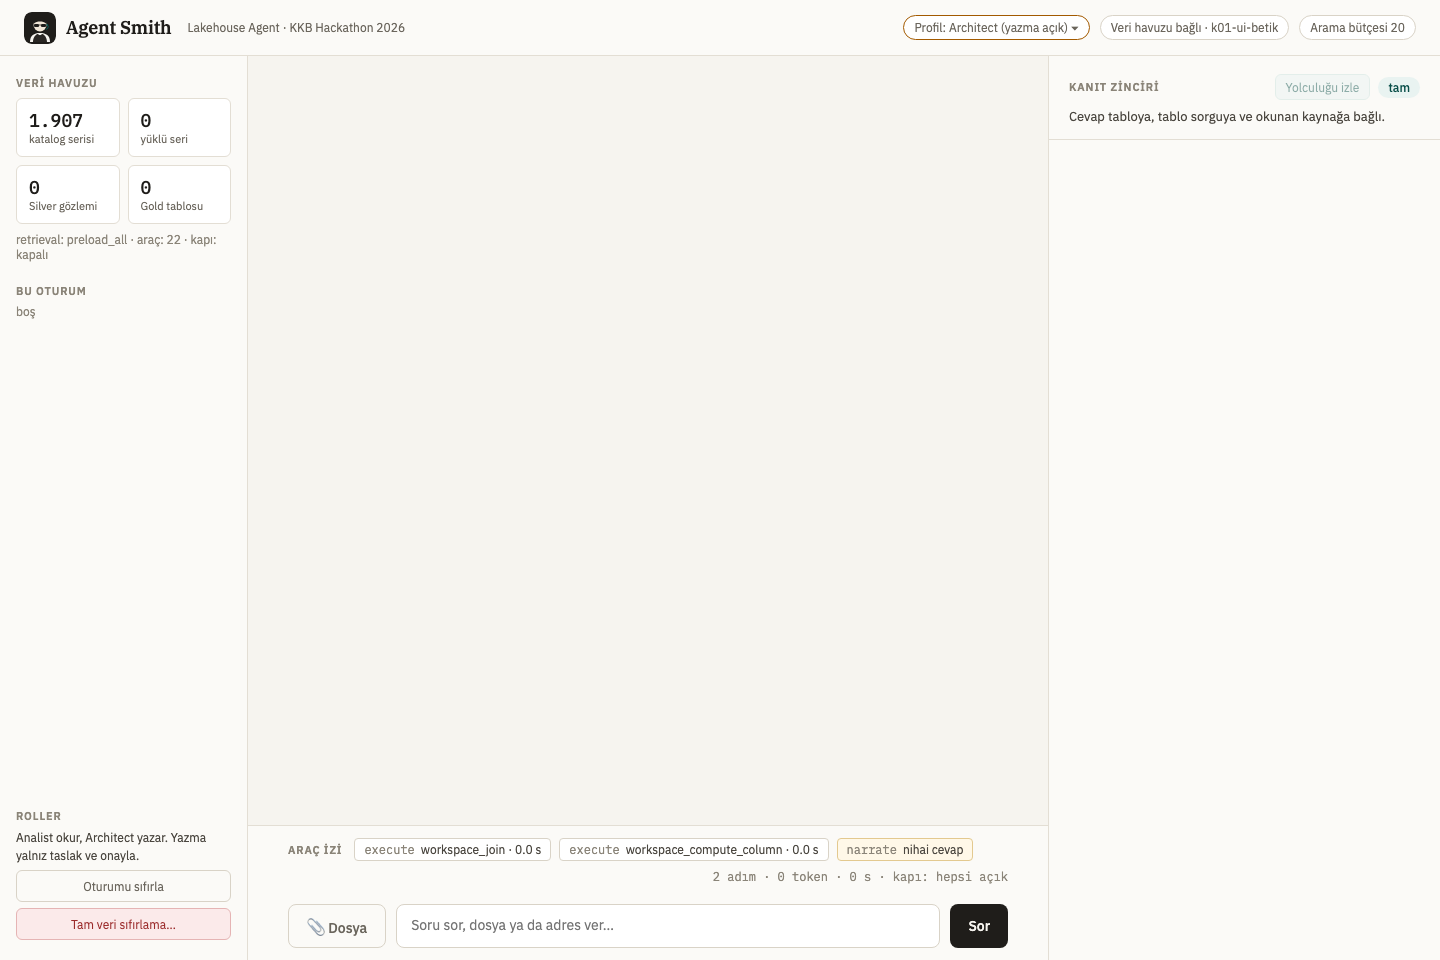 Agent Smith
Lakehouse Agent · KKB Hackathon 2026
Profil: Architect (yazma açık)
Veri havuzu bağlı · k01-ui-betik
Arama bütçesi 20
VERİ HAVUZU
1.907
katalog serisi
0
yüklü seri
0
Silver gözlemi
0
Gold tablosu
retrieval: preload_all · araç: 22 · kapı:
kapalı
BU OTURUM
boş
ROLLER
Analist okur, Architect yazar. Yazma
yalnız taslak ve onayla.
Oturumu sıfırla
Tam veri sıfırlama...
ARAÇ İZİ
execute workspace_join · 0.0 s
execute workspace_compute_column · 0.0 s
narrate nihai cevap
2 adım · 0 token · 0 s · kapı: hepsi açık
Dosya
Soru sor, dosya ya da adres ver...
Sor
KANIT ZİNCİRİ
Yolculuğu izle
tam
Cevap tabloya, tablo sorguya ve okunan kaynağa bağlı.